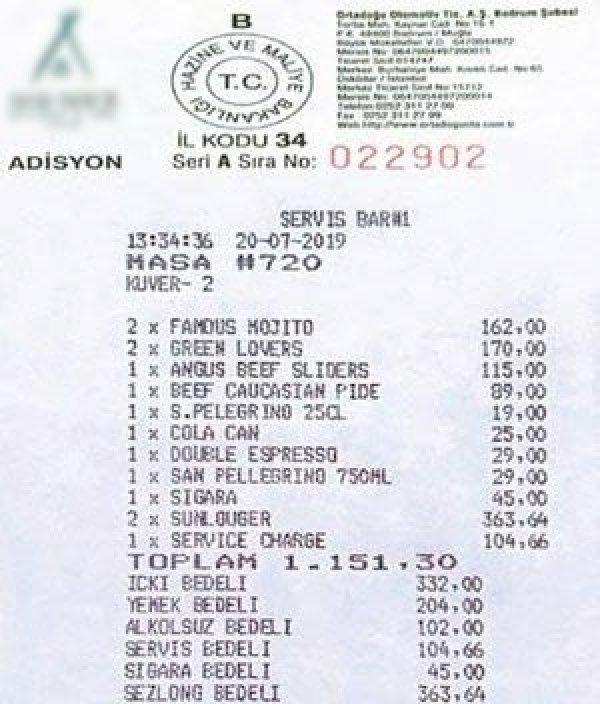 B
HAZİNE VE MALİYE BAKANLIĞI
T.C.
İL KODU 34
ADİSYON Seri A Sıra No: 022902
Ortadoğu Otomotiv Tic. A.Ş. Bodrum Şubesi
SERVIS BAR#1
13:34:36 20-07-2019
MASA #720
KUVER- 2
2 x FAMOUS MOJITO 162,00
2 x GREEN LOVERS 170,00
1 x ANGUS BEEF SLIDERS 115,00
1 x BEEF CAUCASIAN PIDE 89,00
1 x S.PELEGRINO 25CL 19,00
1 x COLA CAN 25,00
1 x DOUBLE ESPRESSO 29,00
1 x SAN PELLEGRINO 750ML 29,00
1 x SIGARA 45,00
2 x SUNLOUGER 363,64
1 x SERVICE CHARGE 104,66
TOPLAM 1.151,30
ICKI BEDELI 332,00
YEMEK BEDELI 204,00
ALKOLSUZ BEDELI 102,00
SERVIS BEDELI 104,66
SIGARA BEDELI 45,00
SEZLONG BEDELI 363,64